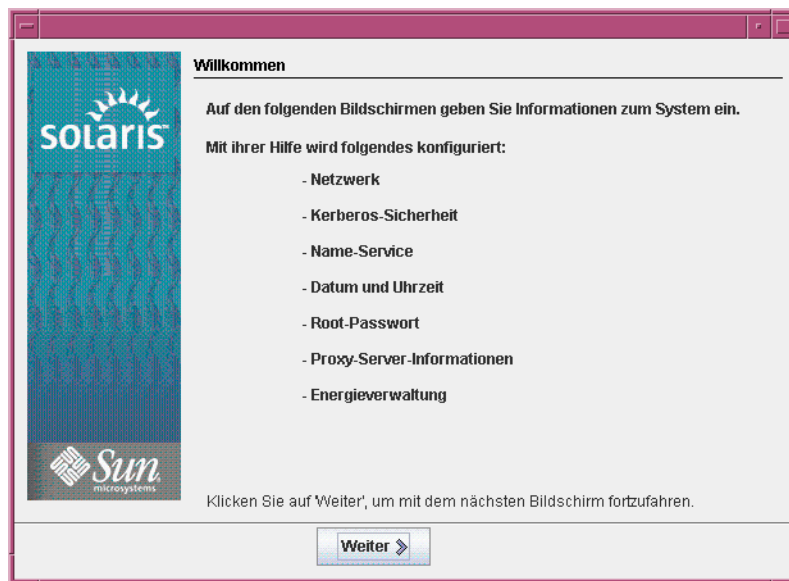 Willkommen
solaris™
Auf den folgenden Bildschirmen geben Sie Informationen zum System ein.
Mit ihrer Hilfe wird folgendes konfiguriert:
- Netzwerk
- Kerberos-Sicherheit
- Name-Service
- Datum und Uhrzeit
- Root-Passwort
- Proxy-Server-Informationen
- Energieverwaltung
Sun
microsystems
Klicken Sie auf 'Weiter', um mit dem nächsten Bildschirm fortzufahren.
Weiter